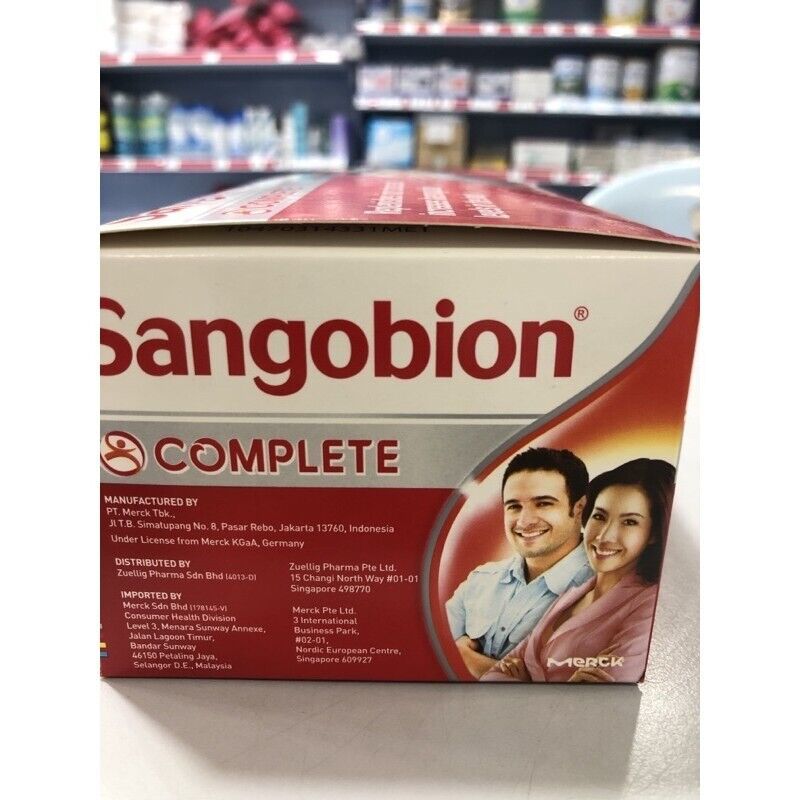 Sangobion®
COMPLETE
MANUFACTURED BY
PT. Merck Tbk.,
Jl T.B. Simatupang No. 8, Pasar Rebo, Jakarta 13760, Indonesia
Under License from Merck KGaA, Germany
DISTRIBUTED BY
Zuellig Pharma Sdn Bhd (4013-D)
IMPORTED BY
Merck Sdn Bhd (178145-V)
Consumer Health Division
Level 3, Menara Sunway Annexe,
Jalan Lagoon Timur,
Bandar Sunway
46150 Petaling Jaya,
Selangor D.E., Malaysia
Zuellig Pharma Pte Ltd.
15 Changi North Way #01-01
Singapore 498770
Merck Pte Ltd.
3 International
Business Park,
#02-01,
Nordic European Centre,
Singapore 609927
MERCK